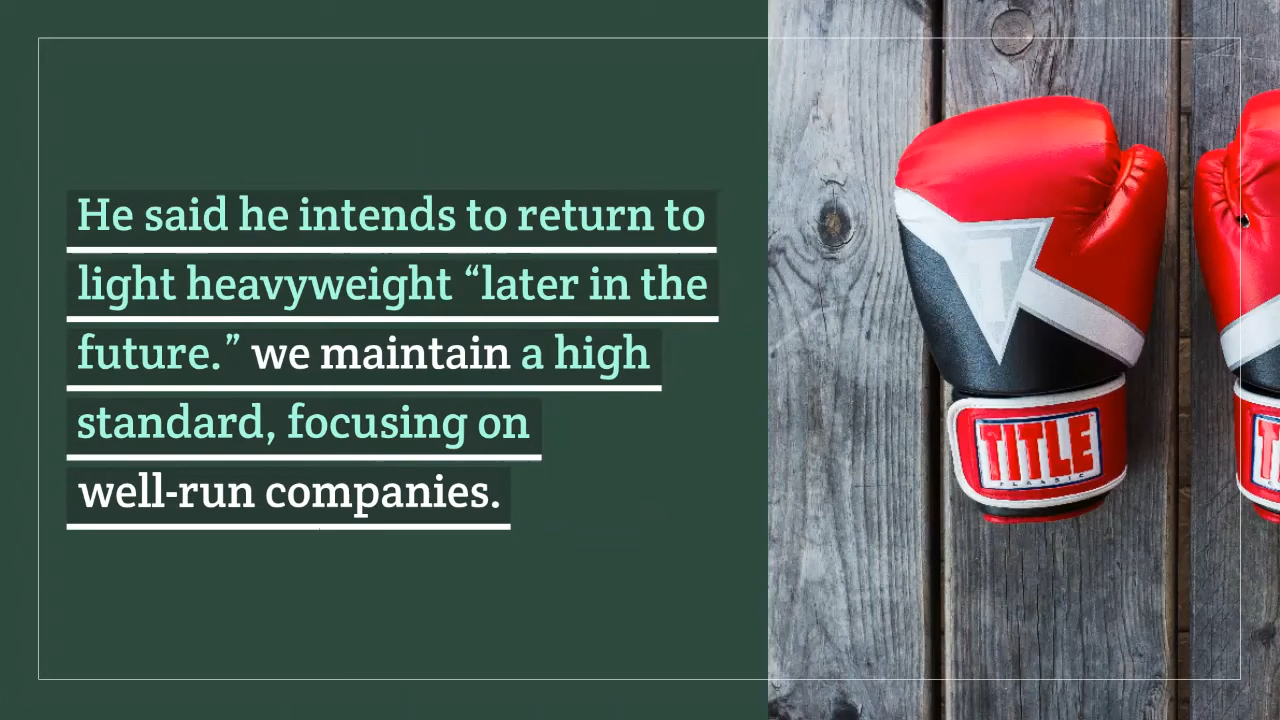 He said he intends to return to
light heavyweight “later in the
future.” we maintain a high
standard, focusing on
well-run companies.
T
TITLE
CLASSIC